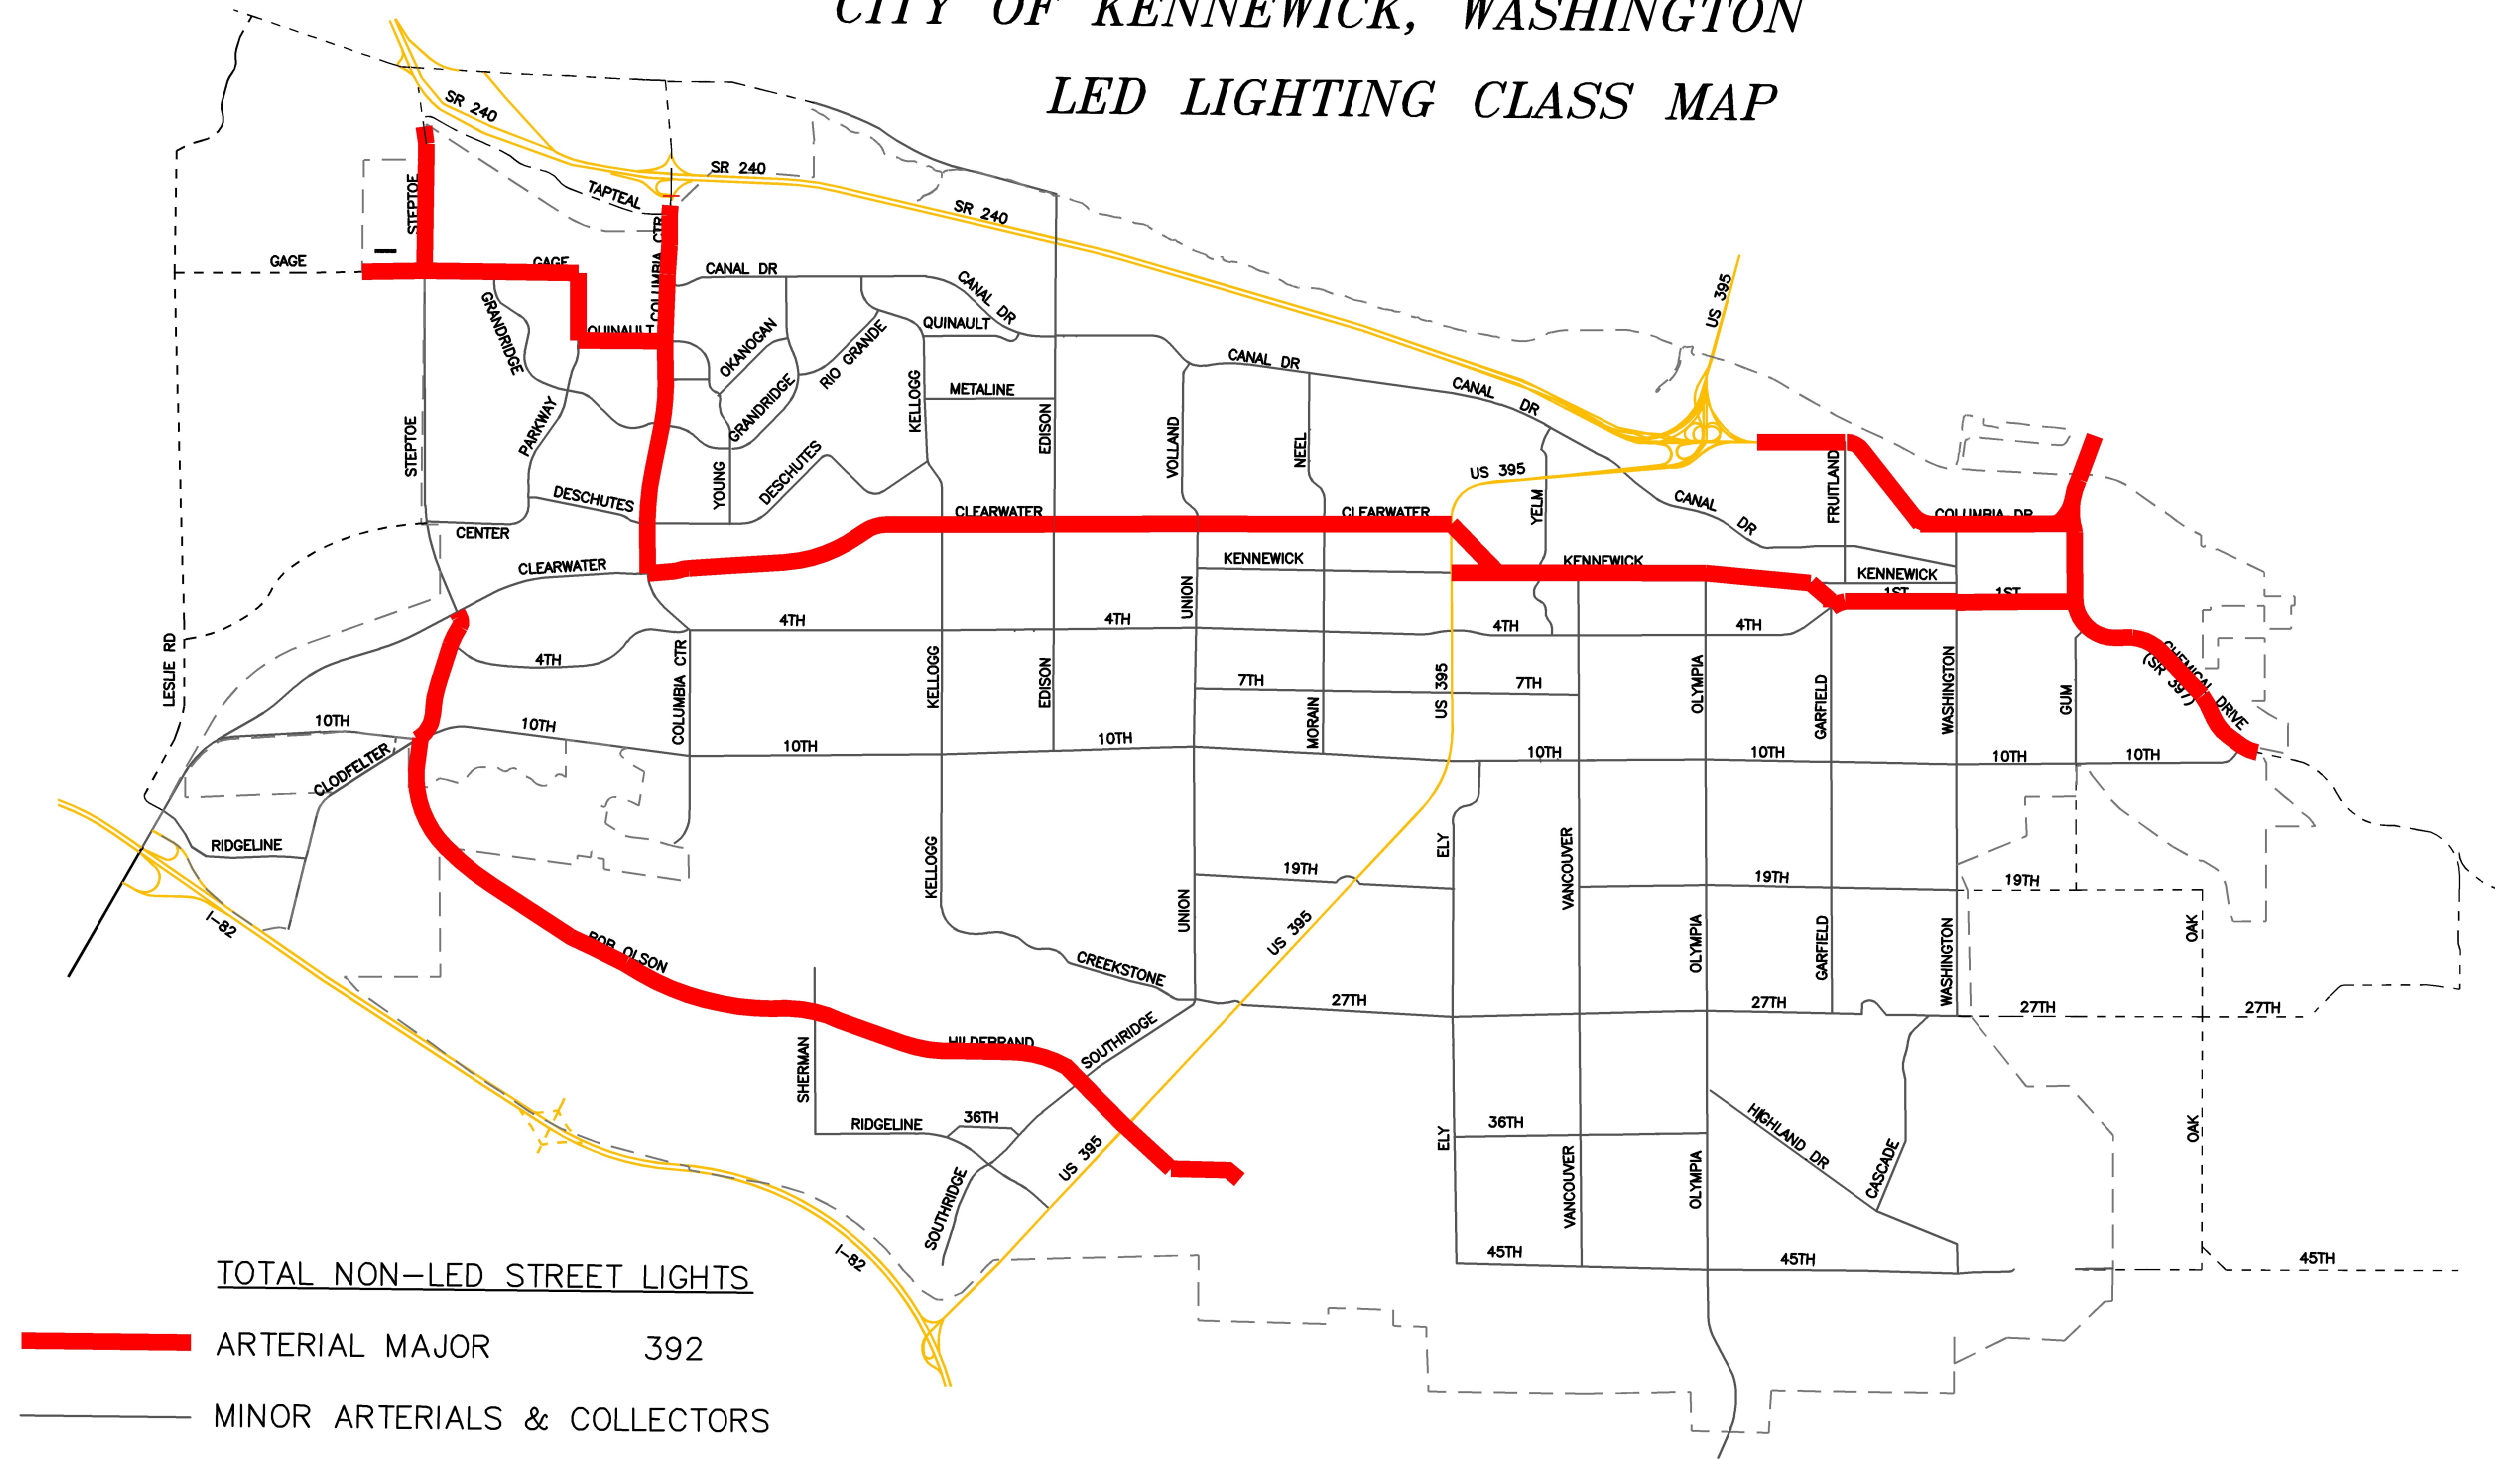 CITY OF KENNEWICK, WASHINGTON
LED LIGHTING CLASS MAP
SR 240
SR 240
SR 240
TAPTEAL
STEPTOE
COLUMBIA CTR
GAGE
GAGE
CANAL DR
CANAL DR
US 395
GRANDRIDGE
QUINAULT
OKANOGAN
RIO GRANDE
QUINAULT
CANAL DR
CANAL DR
KELLOGG
METALINE
GRANDRIDGE
PARKWAY
STEPTOE
EDISON
VOLLAND
NEEL
US 395
YELM
FRUITLAND
YOUNG
DESCHUTES
DESCHUTES
CANAL DR
CENTER
CLEARWATER
CLEARWATER
COLUMBIA DR
CLEARWATER
KENNEWICK
KENNEWICK
KENNEWICK
UNION
1ST
1ST
4TH
4TH
4TH
4TH
4TH
LESLIE RD
COLUMBIA CTR
KELLOGG
EDISON
7TH
7TH
MORAIN
US 395
OLYMPIA
GARFIELD
WASHINGTON
GUM
CHEMICAL DRIVE
(SR 397)
10TH
10TH
10TH
10TH
10TH
10TH
10TH
10TH
CLODFELTER
RIDGELINE
KELLOGG
ELY
VANCOUVER
19TH
19TH
19TH
UNION
US 395
OLYMPIA
GARFIELD
WASHINGTON
OAK
I-82
BOB OLSON
CREEKSTONE
27TH
27TH
27TH
27TH
HILDEBRAND
SOUTHRIDGE
SHERMAN
RIDGELINE
36TH
36TH
HIGHLAND DR
CASCADE
OAK
ELY
VANCOUVER
OLYMPIA
US 395
SOUTHRIDGE
I-82
45TH
45TH
45TH
TOTAL NON-LED STREET LIGHTS
ARTERIAL MAJOR 392
MINOR ARTERIALS & COLLECTORS